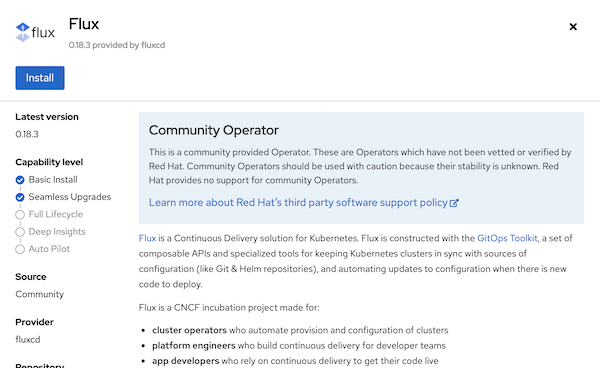 flux
Flux
0.18.3 provided by fluxcd
Install
Latest version
0.18.3
Capability level
Basic Install
Seamless Upgrades
Full Lifecycle
Deep Insights
Auto Pilot
Source
Community
Provider
fluxcd
Repository
Community Operator
This is a community provided Operator. These are Operators which have not been vetted or verified by
Red Hat. Community Operators should be used with caution because their stability is unknown. Red
Hat provides no support for community Operators.
Learn more about Red Hat's third party software support policy
Flux is a Continuous Delivery solution for Kubernetes. Flux is constructed with the GitOps Toolkit, a set of
composable APIs and specialized tools for keeping Kubernetes clusters in sync with sources of
configuration (like Git & Helm repositories), and automating updates to configuration when there is new
code to deploy.
Flux is a CNCF incubation project made for:
• cluster operators who automate provision and configuration of clusters
• platform engineers who build continuous delivery for developer teams
• app developers who rely on continuous delivery to get their code live